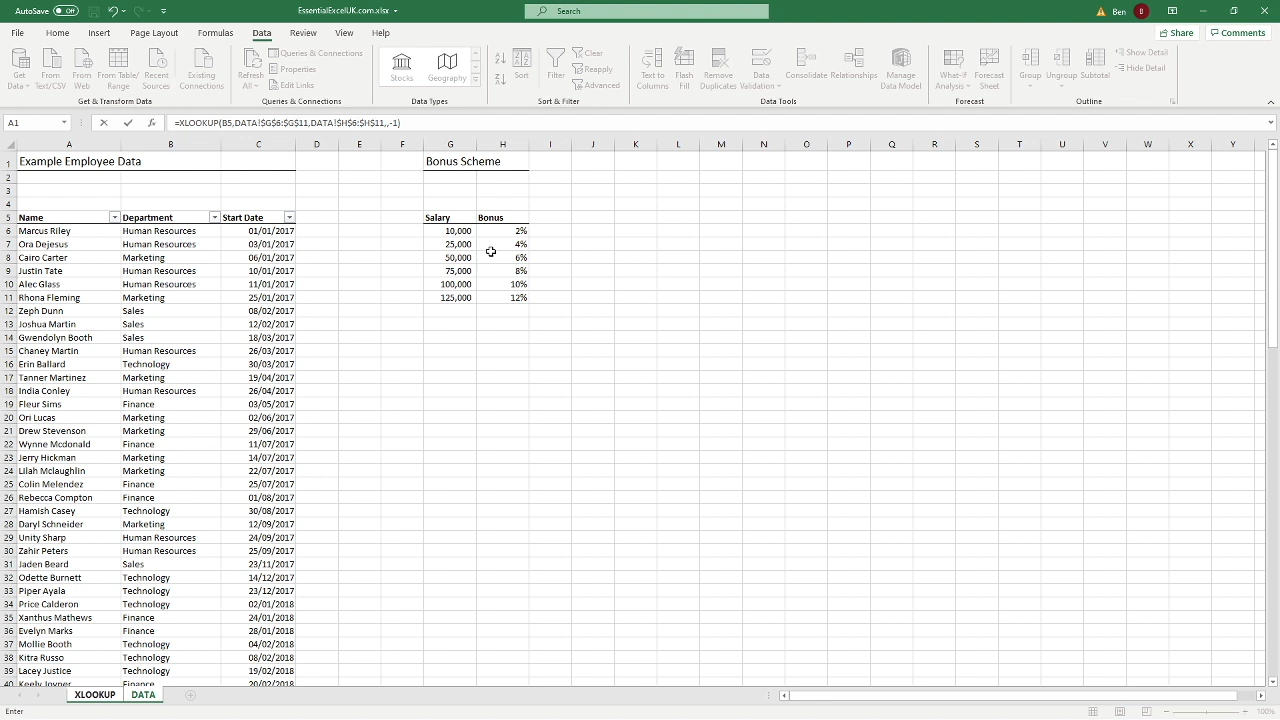 AutoSave Off EssentialExcelUK.com.xlsx Search Ben B
File Home Insert Page Layout Formulas Data Review View Help Share Comments
Get Data From Text/CSV From Web From Table/Range Recent Sources Existing Connections
Get & Transform Data
Refresh All Queries & Connections Properties Edit Links
Queries & Connections
Stocks Geography
Data Types
Sort Filter Clear Reapply Advanced
Sort & Filter
Text to Columns Flash Fill Remove Duplicates Data Validation Consolidate Relationships Manage Data Model
Data Tools
What-If Analysis Forecast Sheet
Forecast
Group Ungroup Subtotal Show Detail Hide Detail
Outline
A1 fx =XLOOKUP(B5,DATA!$G$6:$G$11,DATA!$H$6:$H$11,,-1)
A B C D E F G H I J K L M N O P Q R S T U V W X Y
1 Example Employee Data Bonus Scheme
2
3
4
5 Name Department Start Date Salary Bonus
6 Marcus Riley Human Resources 01/01/2017 10,000 2%
7 Ora Dejesus Human Resources 03/01/2017 25,000 4%
8 Cairo Carter Marketing 06/01/2017 50,000 6%
9 Justin Tate Human Resources 10/01/2017 75,000 8%
10 Alec Glass Human Resources 11/01/2017 100,000 10%
11 Rhona Fleming Marketing 25/01/2017 125,000 12%
12 Zeph Dunn Sales 08/02/2017
13 Joshua Martin Sales 12/02/2017
14 Gwendolyn Booth Sales 18/03/2017
15 Chaney Martin Human Resources 26/03/2017
16 Erin Ballard Technology 30/03/2017
17 Tanner Martinez Marketing 19/04/2017
18 India Conley Human Resources 26/04/2017
19 Fleur Sims Finance 03/05/2017
20 Ori Lucas Marketing 02/06/2017
21 Drew Stevenson Marketing 29/06/2017
22 Wynne Mcdonald Finance 11/07/2017
23 Jerry Hickman Marketing 14/07/2017
24 Lilah Mclaughlin Marketing 22/07/2017
25 Colin Melendez Finance 25/07/2017
26 Rebecca Compton Finance 01/08/2017
27 Hamish Casey Technology 30/08/2017
28 Daryl Schneider Marketing 12/09/2017
29 Unity Sharp Human Resources 24/09/2017
30 Zahir Peters Human Resources 25/09/2017
31 Jaden Beard Sales 23/11/2017
32 Odette Burnett Technology 14/12/2017
33 Piper Ayala Technology 23/12/2017
34 Price Calderon Technology 02/01/2018
35 Xanthus Mathews Finance 24/01/2018
36 Evelyn Marks Finance 28/01/2018
37 Mollie Booth Technology 04/02/2018
38 Kitra Russo Technology 08/02/2018
39 Lacey Justice Technology 19/02/2018
40 Keely Joyner Finance 20/02/2018
XLOOKUP DATA
Enter 100%